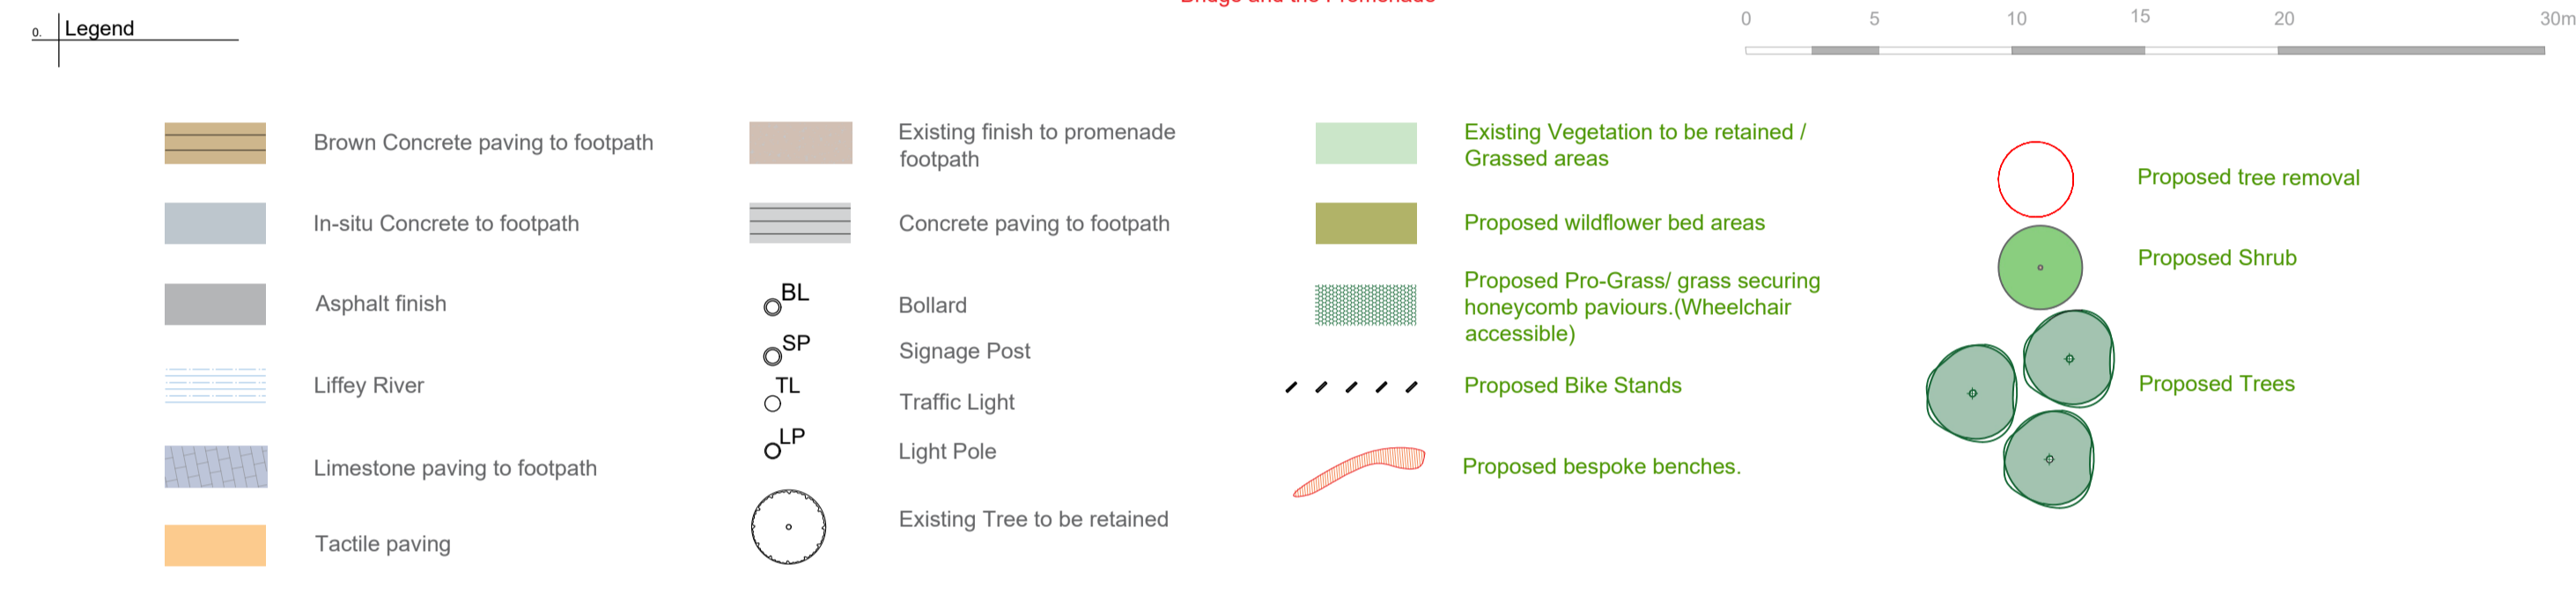 Bridge and the Promenade
0. Legend
0 5 10 15 20 30m
Brown Concrete paving to footpath
In-situ Concrete to footpath
Asphalt finish
Liffey River
Limestone paving to footpath
Tactile paving
Existing finish to promenade
footpath
Concrete paving to footpath
BL Bollard
SP Signage Post
TL Traffic Light
LP Light Pole
Existing Tree to be retained
Existing Vegetation to be retained /
Grassed areas
Proposed wildflower bed areas
Proposed Pro-Grass/ grass securing
honeycomb paviours.(Wheelchair
accessible)
Proposed Bike Stands
Proposed bespoke benches.
Proposed tree removal
Proposed Shrub
Proposed Trees